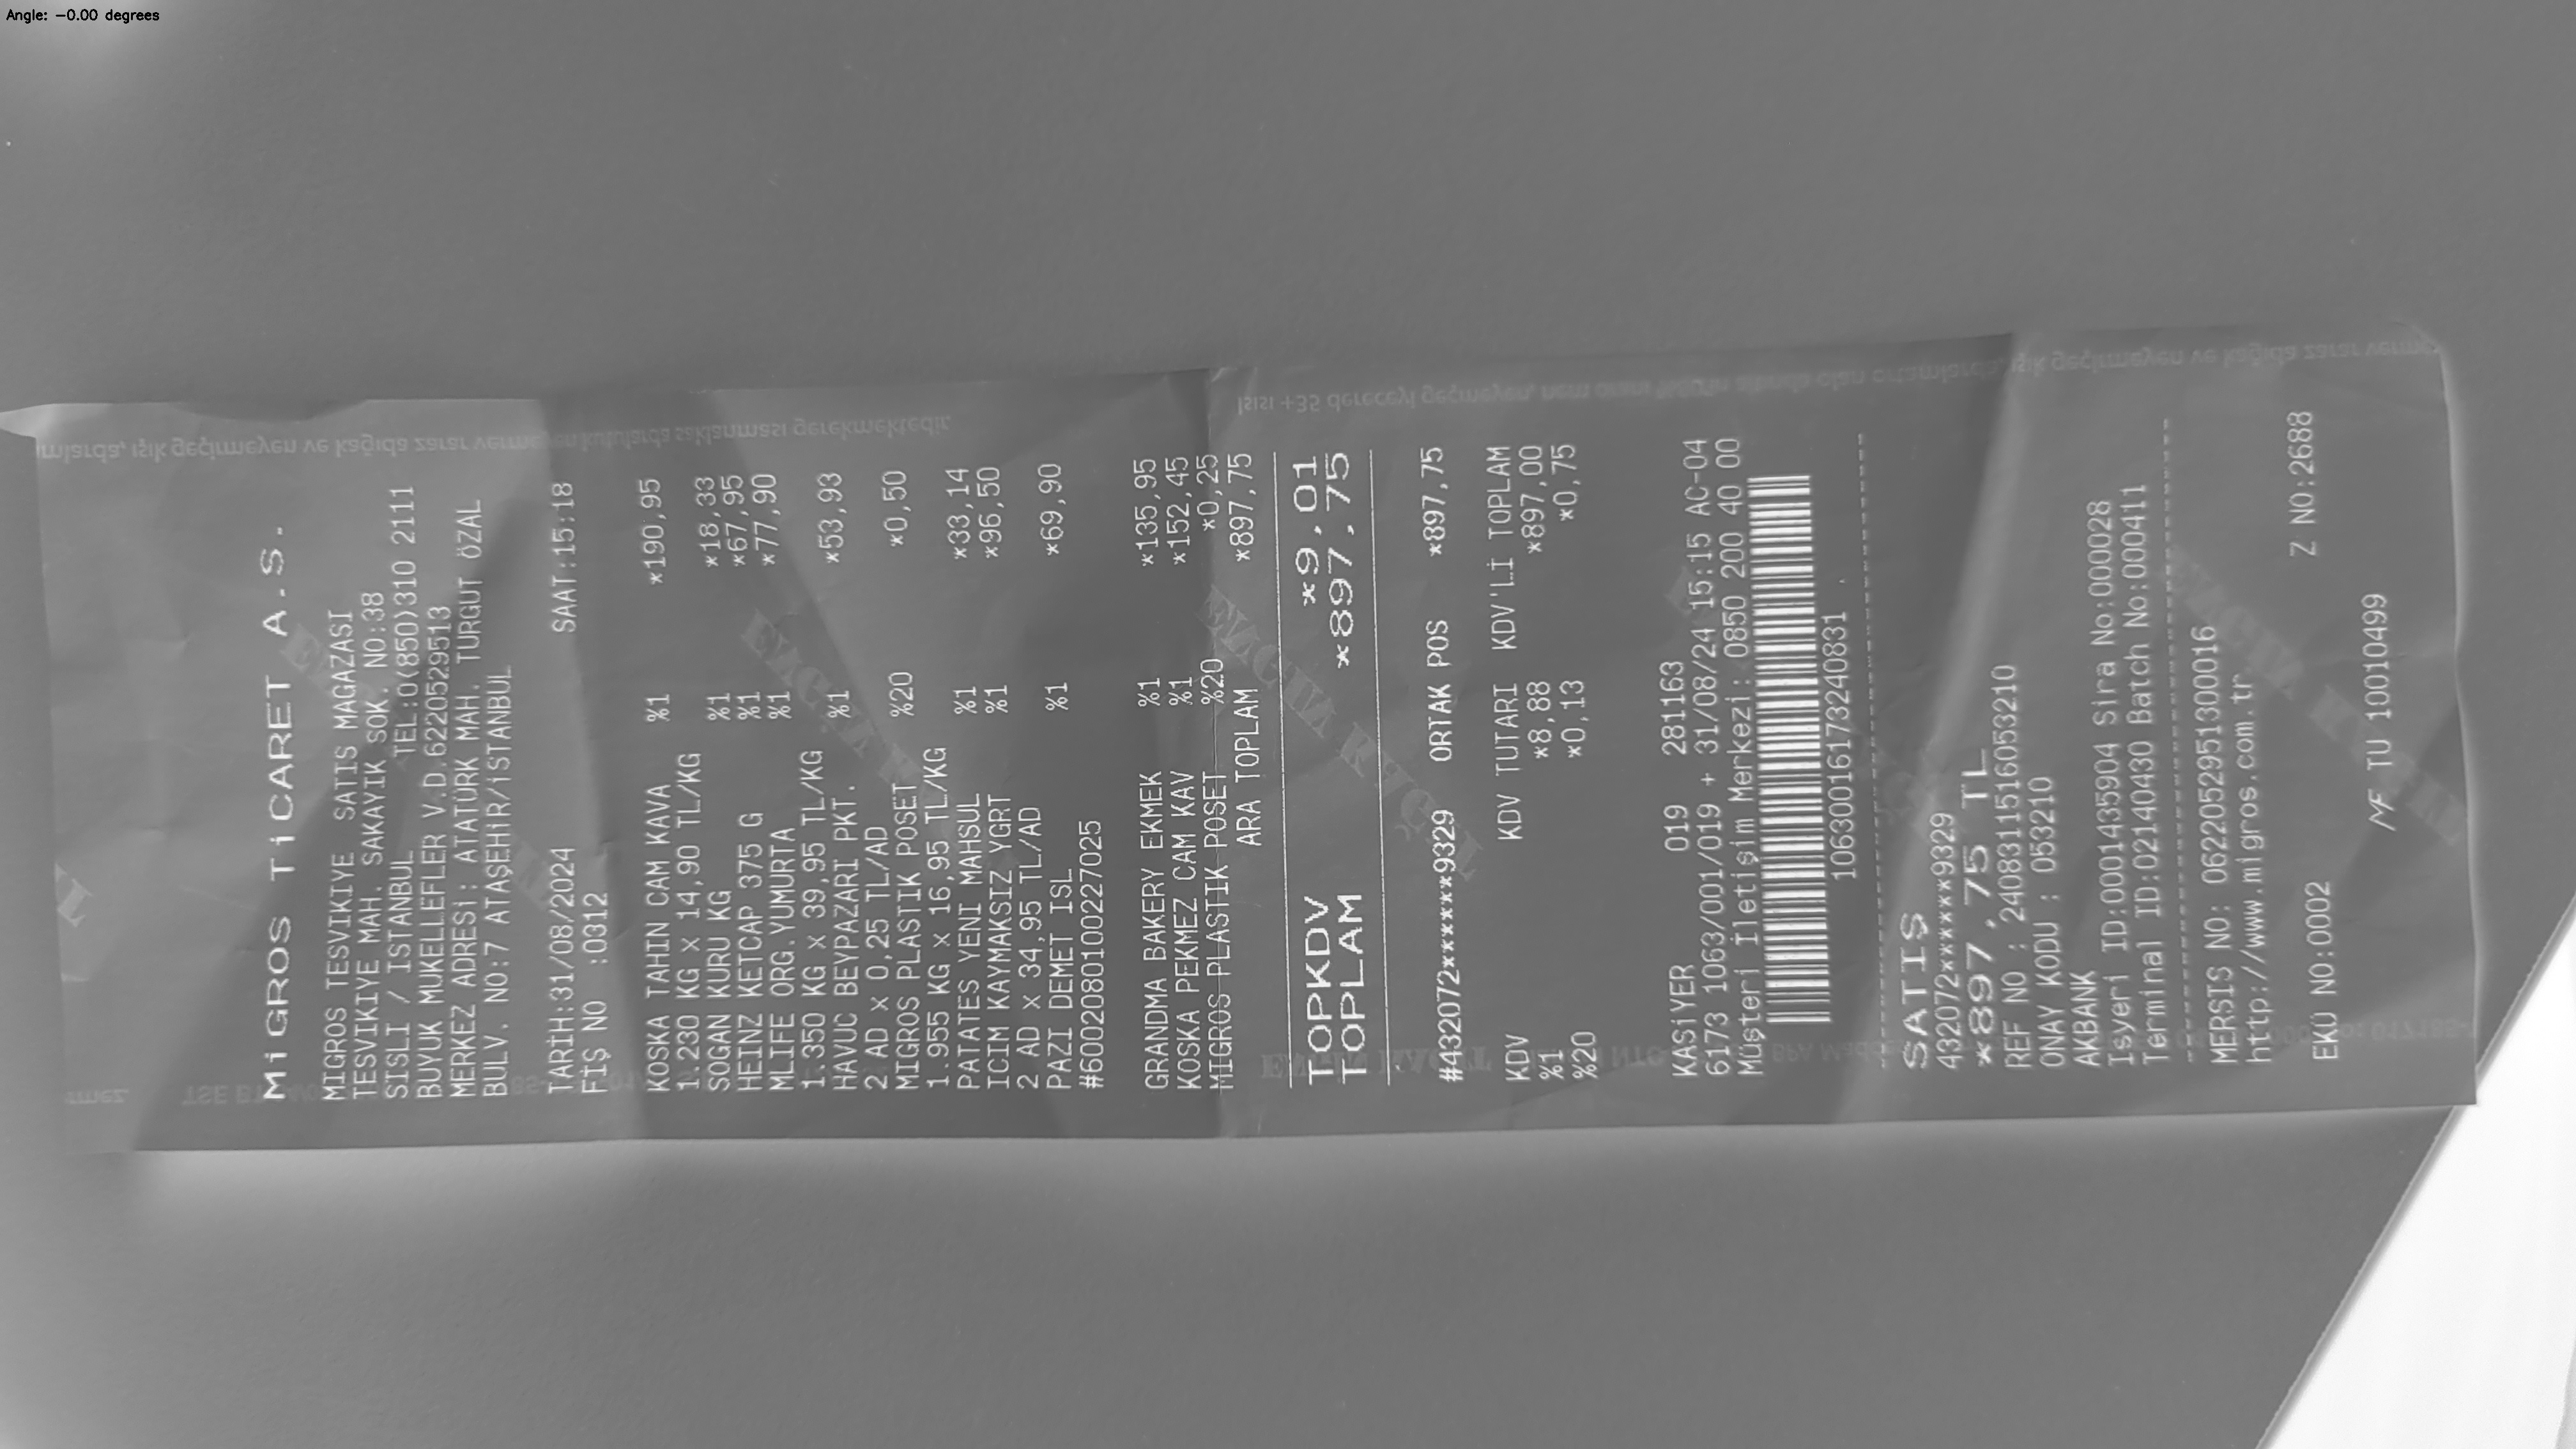 Angle: −0.00 degrees
MiGROS TiCARET A.S.
MIGROS TESVIKIYE SATIS MAGAZASI
TESVIKIYE MAH. SAKAYIK SOK. NO:38
SISLI / ISTANBUL TEL:0(850)310 2111
BUYUK MUKELLEFLER V.D.6220529513
MERKEZ ADRESi: ATATÜRK MAH. TURGUT ÖZAL
BULV. NO:7 ATAŞEHiR/iSTANBUL
TARİH:31/08/2024 SAAT:15:18
FİŞ NO :0312
KOSKA TAHIN CAM KAVA %1 *190,95
1.230 KG X 14,90 TL/KG
SOGAN KURU KG %1 *18,33
HEINZ KETCAP 375 G %1 *67,95
MLIFE ORG.YUMURTA %1 *77,90
1.350 KG X 39,95 TL/KG
HAVUC BEYPAZARI PKT. %1 *53,93
2 AD X 0,25 TL/AD
MIGROS PLASTIK POSET %20 *0,50
1.955 KG X 16,95 TL/KG
PATATES YENI MAHSUL %1 *33,14
ICIM KAYMAKSIZ YGRT %1 *96,50
2 AD X 34,95 TL/AD
PAZI DEMET ISL %1 *69,90
#6002080100227025
GRANDMA BAKERY EKMEK %1 *135,95
KOSKA PEKMEZ CAM KAV %1 *152,45
MIGROS PLASTIK POSET %20 *0,25
ARA TOPLAM *897,75
TOPKDV *9,01
TOPLAM *897,75
#432072******9329 ORTAK POS *897,75
KDV KDV TUTARI KDV'Lİ TOPLAM
%1 *8,88 *897,00
%20 *0,13 *0,75
KASiYER 019 281163
6173 1063/001/019 + 31/08/24 15:15 AC-04
Müşteri İletişim Merkezi: 0850 200 40 00
10630016173240831
SATIŞ
432072******9329
*897,75 TL
REF NO : 2408311516053210
ONAY KODU : 053210
AKBANK
Isyeri ID:0001435904 Sira No:000028
Terminal ID:02140430 Batch No:000411
MERSIS NO: 0622052951300016
http://www.migros.com.tr
EKÜ NO:0002 Z NO:2688
MF TU 10010499